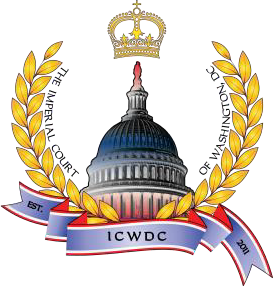 THE IMPERIAL COURT
OF WASHINGTON, DC
EST.
ICWDC
2011